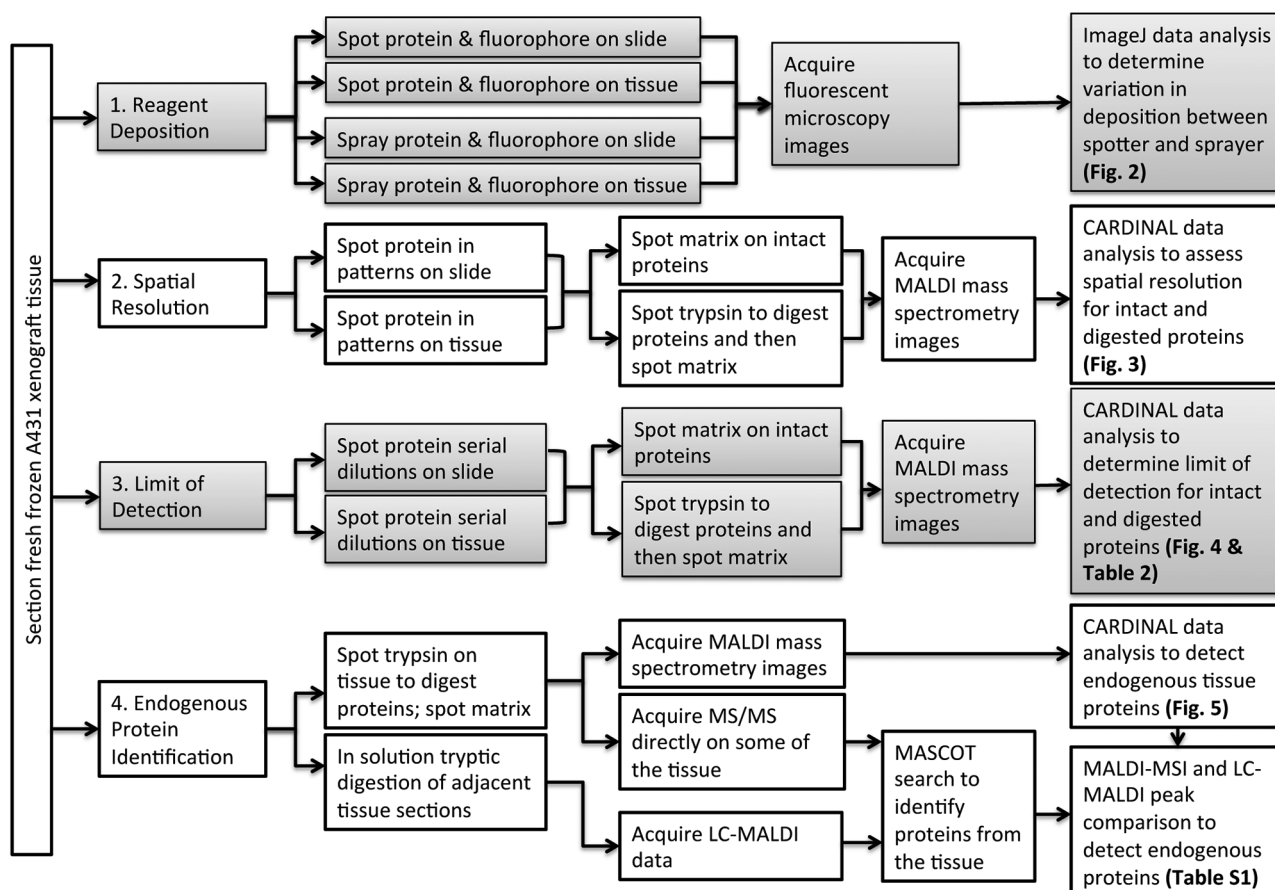 Section fresh frozen A431 xenograft tissue
1. Reagent
Deposition
Spot protein & fluorophore on slide
Spot protein & fluorophore on tissue
Spray protein & fluorophore on slide
Spray protein & fluorophore on tissue
Acquire
fluorescent
microscopy
images
ImageJ data analysis
to determine
variation in
deposition between
spotter and sprayer
(Fig. 2)
2. Spatial
Resolution
Spot protein in
patterns on slide
Spot protein in
patterns on tissue
Spot matrix on intact
proteins
Spot trypsin to digest
proteins and then
spot matrix
Acquire
MALDI mass
spectrometry
images
CARDINAL data
analysis to assess
spatial resolution
for intact and
digested proteins
(Fig. 3)
3. Limit of
Detection
Spot protein serial
dilutions on slide
Spot protein serial
dilutions on tissue
Spot matrix on intact
proteins
Spot trypsin to
digest proteins and
then spot matrix
Acquire
MALDI mass
spectrometry
images
CARDINAL data
analysis to
determine limit of
detection for intact
and digested
proteins (Fig. 4 &
Table 2)
4. Endogenous
Protein
Identification
Spot trypsin on
tissue to digest
proteins; spot matrix
In solution tryptic
digestion of adjacent
tissue sections
Acquire MALDI mass
spectrometry images
Acquire MS/MS
directly on some of
the tissue
Acquire LC-MALDI
data
MASCOT
search to
identify
proteins from
the tissue
CARDINAL data
analysis to detect
endogenous tissue
proteins (Fig. 5)
MALDI-MSI and LC-
MALDI peak
comparison to
detect endogenous
proteins (Table S1)